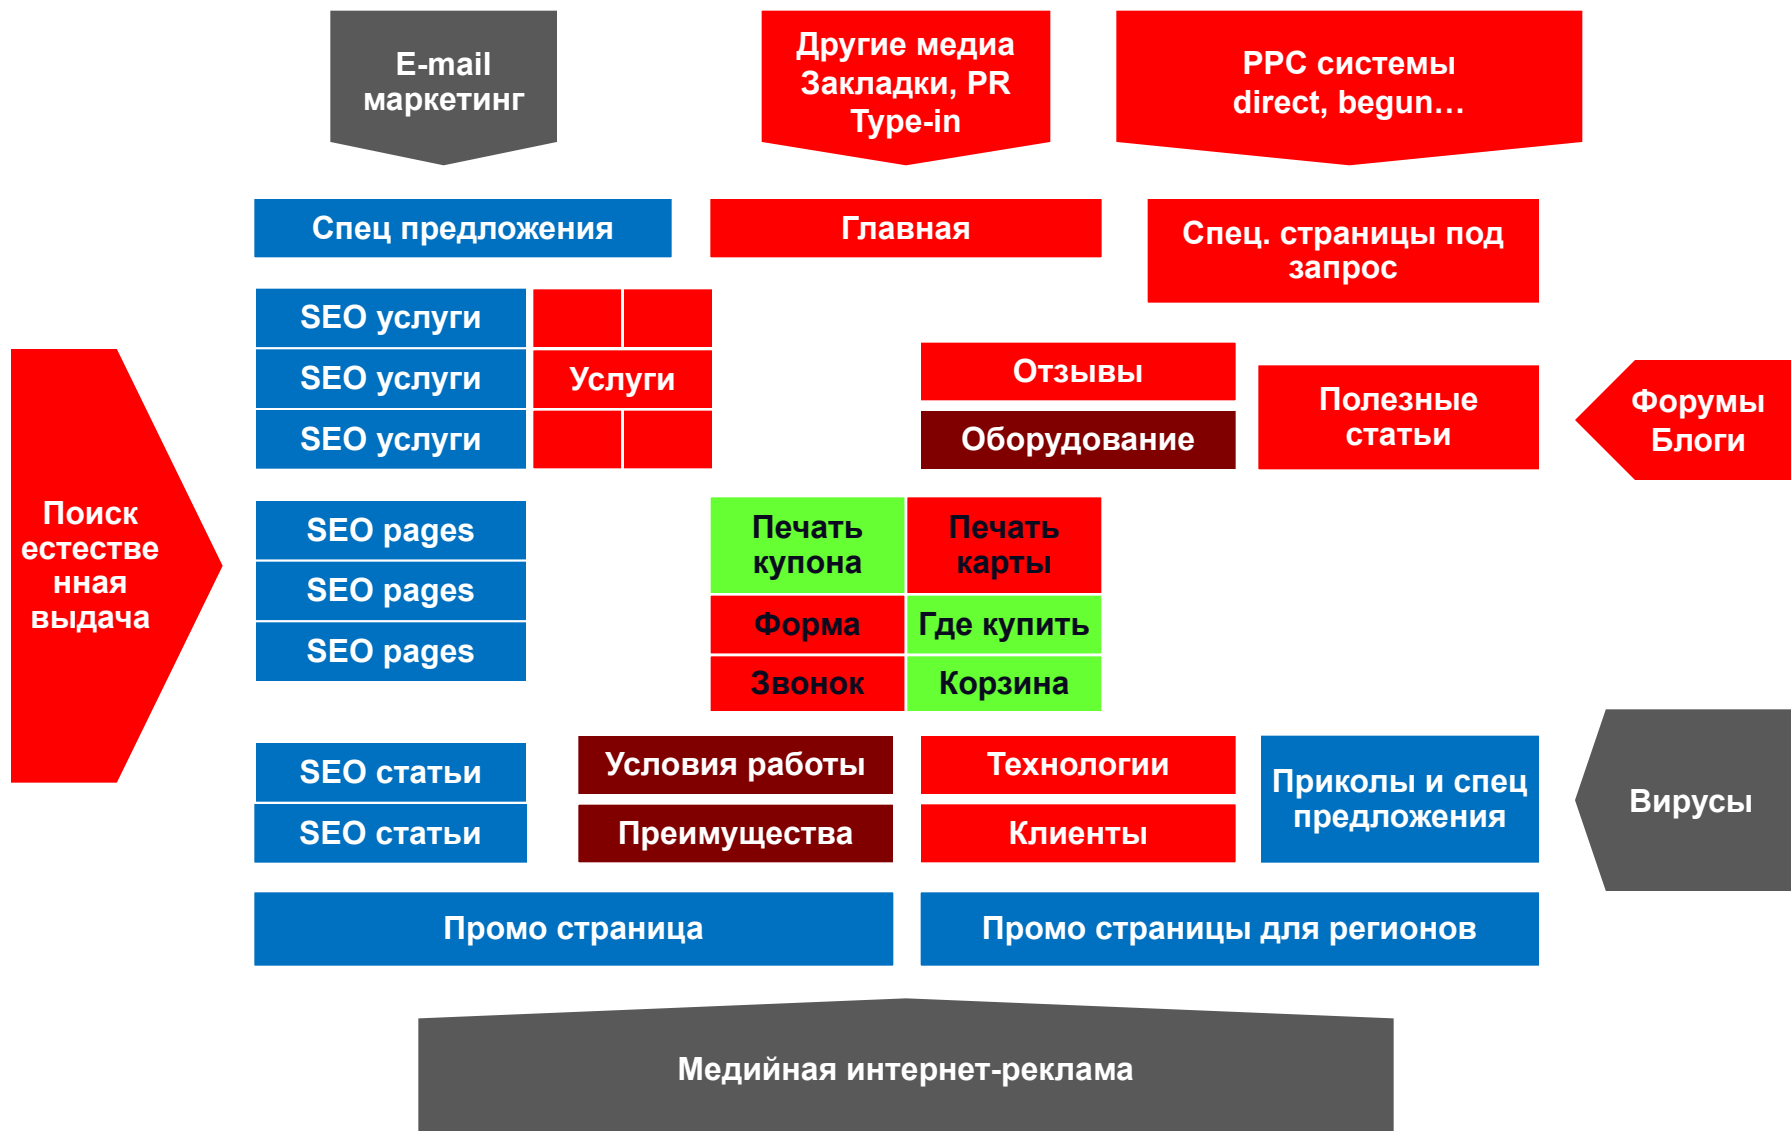 E-mail
маркетинг
Другие медиа
Закладки, PR
Type-in
PPC системы
direct, begun…
Спец предложения
Главная
Спец. страницы под
запрос
SEO услуги
SEO услуги
Услуги
SEO услуги
Отзывы
Оборудование
Полезные
статьи
Форумы
Блоги
Поиск
естестве
нная
выдача
SEO pages
SEO pages
SEO pages
Печать
купона
Печать
карты
Форма
Где купить
Звонок
Корзина
SEO статьи
SEO статьи
Условия работы
Преимущества
Технологии
Клиенты
Приколы и спец
предложения
Вирусы
Промо страница
Промо страницы для регионов
Медийная интернет-реклама